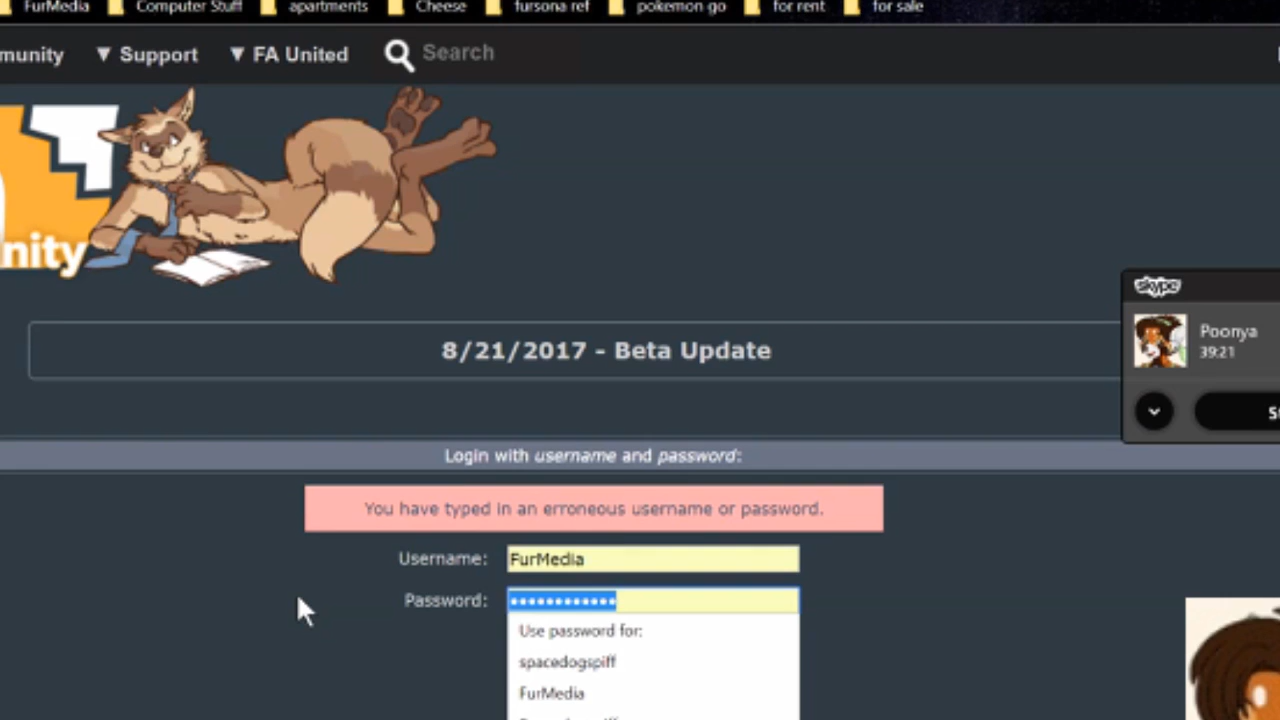 FurMedia Computer Stuff apartments Cheese fursona ref pokemon go for rent for sale
munity ▼ Support ▼ FA United Search
nity
8/21/2017 - Beta Update
skype
Poonya
39:21
Login with username and password:
You have typed in an erroneous username or password.
Username: FurMedia
Password: ••••••••••••
Use password for:
spacedogspiff
FurMedia